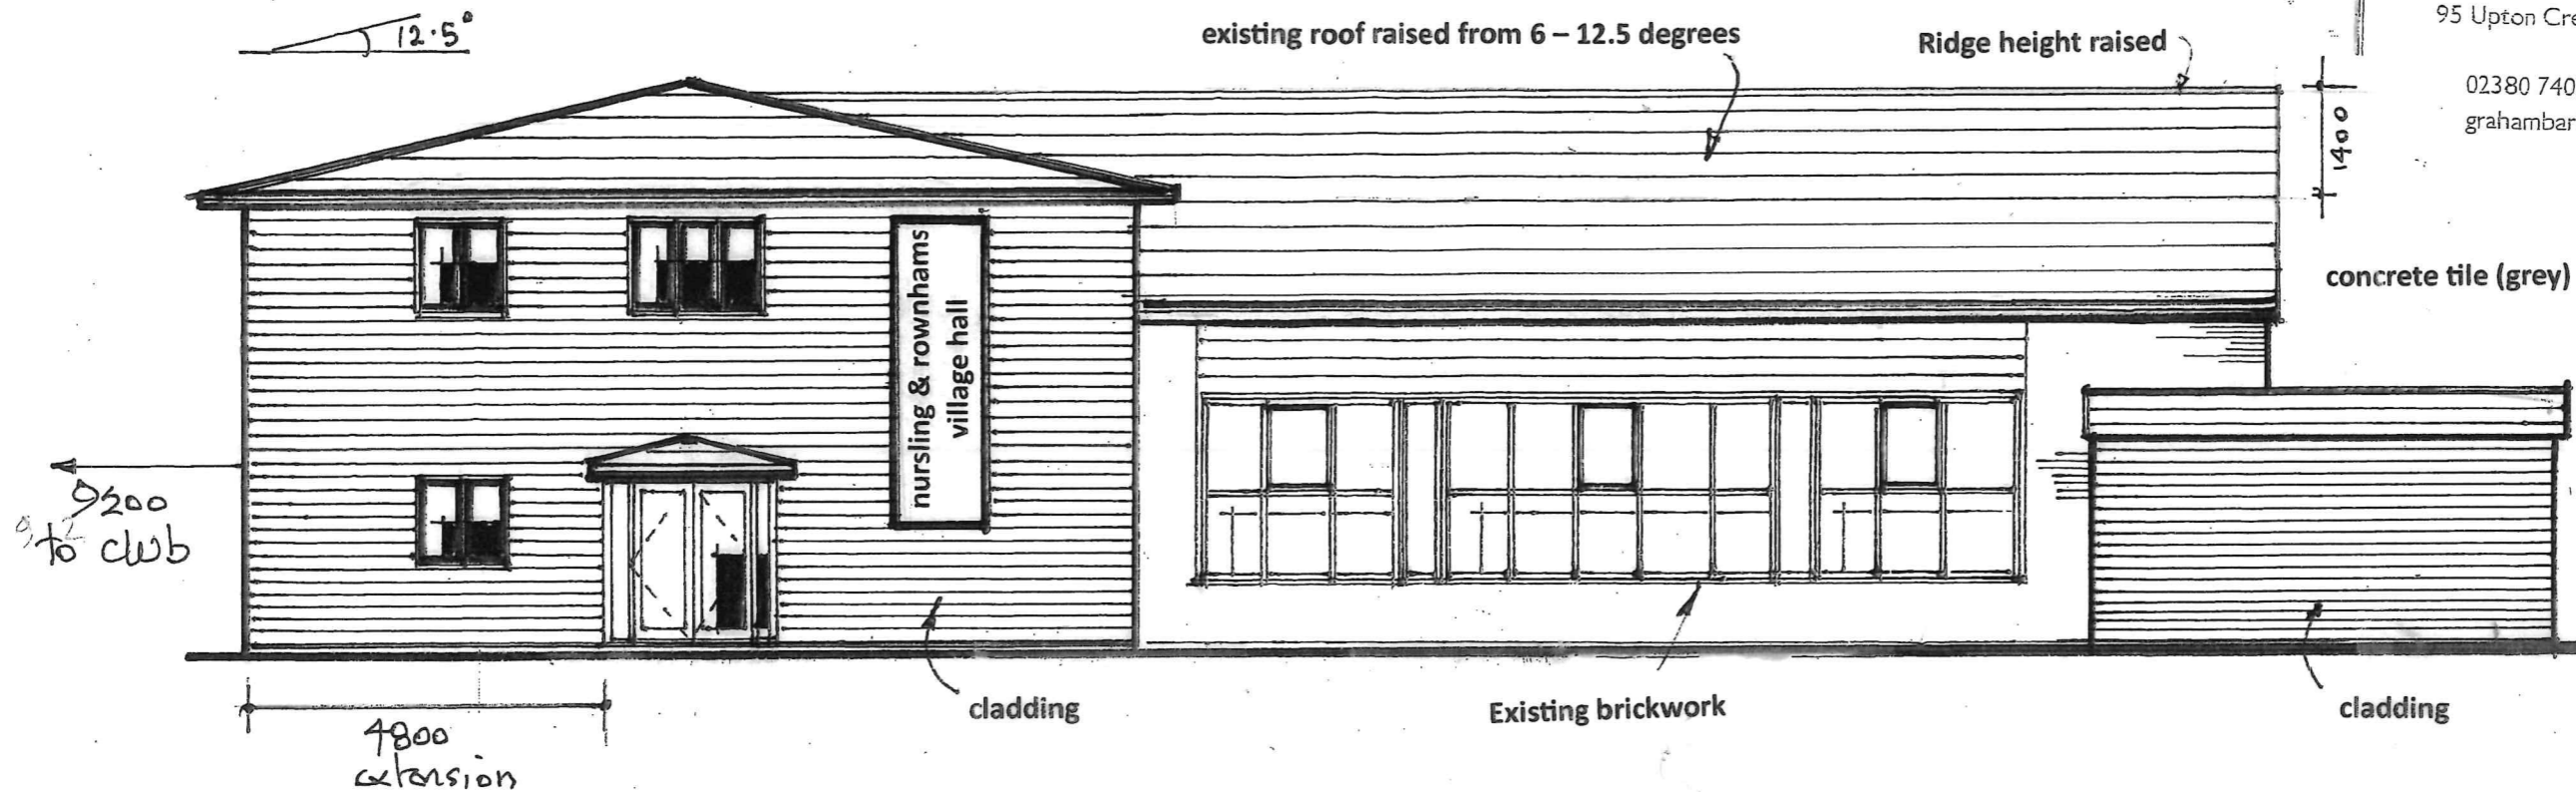 12.5°
existing roof raised from 6 – 12.5 degrees
Ridge height raised
95 Upton Cre
02380 740
grahambar
1400
concrete tile (grey)
nursling & rownhams
village hall
9200
to club
4800
extension
cladding
Existing brickwork
cladding